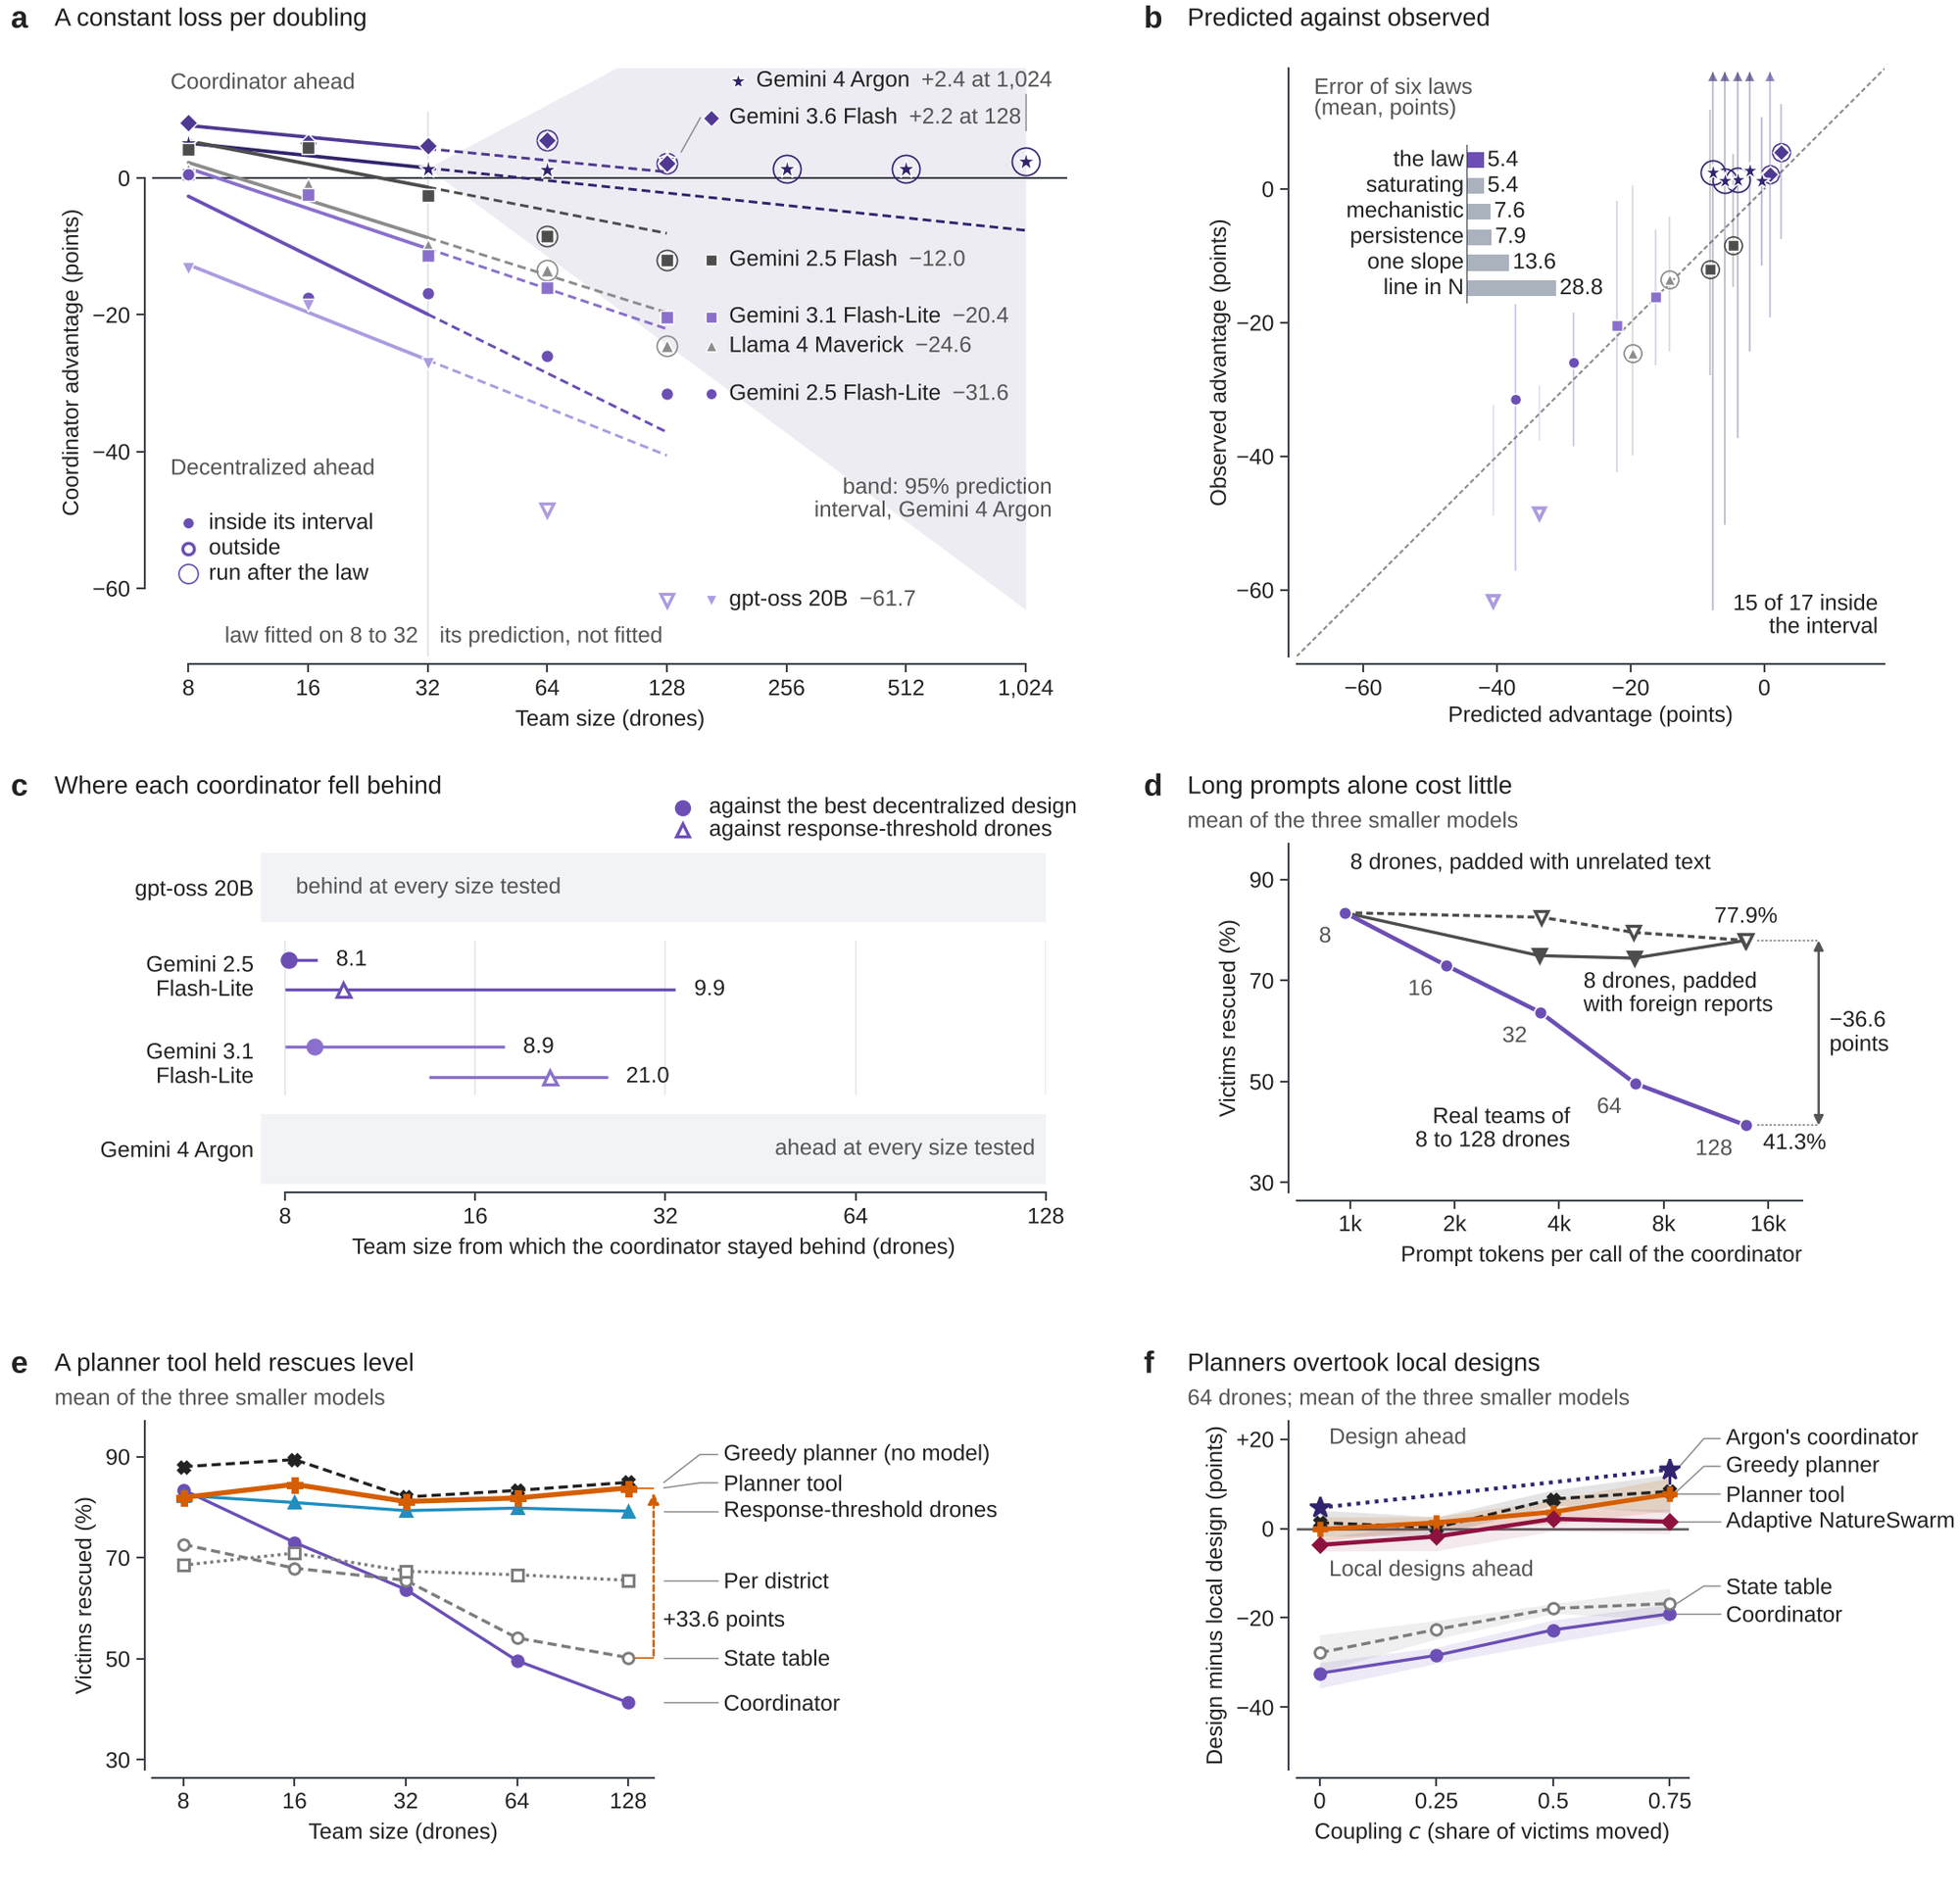 a A constant loss per doubling
Coordinator ahead
Gemini 4 Argon +2.4 at 1,024
Gemini 3.6 Flash +2.2 at 128
Gemini 2.5 Flash −12.0
Gemini 3.1 Flash-Lite −20.4
Llama 4 Maverick −24.6
Gemini 2.5 Flash-Lite −31.6
gpt-oss 20B −61.7
band: 95% prediction
interval, Gemini 4 Argon
Decentralized ahead
inside its interval
outside
run after the law
law fitted on 8 to 32
its prediction, not fitted
Coordinator advantage (points)
0
−20
−40
−60
8 16 32 64 128 256 512 1,024
Team size (drones)
b Predicted against observed
Error of six laws
(mean, points)
the law 5.4
saturating 5.4
mechanistic 7.6
persistence 7.9
one slope 13.6
line in N 28.8
15 of 17 inside
the interval
Observed advantage (points)
0
−20
−40
−60
−60 −40 −20 0
Predicted advantage (points)
c Where each coordinator fell behind
against the best decentralized design
against response-threshold drones
gpt-oss 20B
behind at every size tested
Gemini 2.5
Flash-Lite
8.1
9.9
Gemini 3.1
Flash-Lite
8.9
21.0
Gemini 4 Argon
ahead at every size tested
8 16 32 64 128
Team size from which the coordinator stayed behind (drones)
d Long prompts alone cost little
mean of the three smaller models
8 drones, padded with unrelated text
77.9%
8 drones, padded
with foreign reports
−36.6
points
Real teams of
8 to 128 drones
8
16
32
64
128
41.3%
Victims rescued (%)
90
70
50
30
1k 2k 4k 8k 16k
Prompt tokens per call of the coordinator
e A planner tool held rescues level
mean of the three smaller models
Greedy planner (no model)
Planner tool
Response-threshold drones
Per district
+33.6 points
State table
Coordinator
Victims rescued (%)
90
70
50
30
8 16 32 64 128
Team size (drones)
f Planners overtook local designs
64 drones; mean of the three smaller models
Design ahead
Argon's coordinator
Greedy planner
Planner tool
Adaptive NatureSwarm
Local designs ahead
State table
Coordinator
Design minus local design (points)
+20
0
−20
−40
0 0.25 0.5 0.75
Coupling c (share of victims moved)